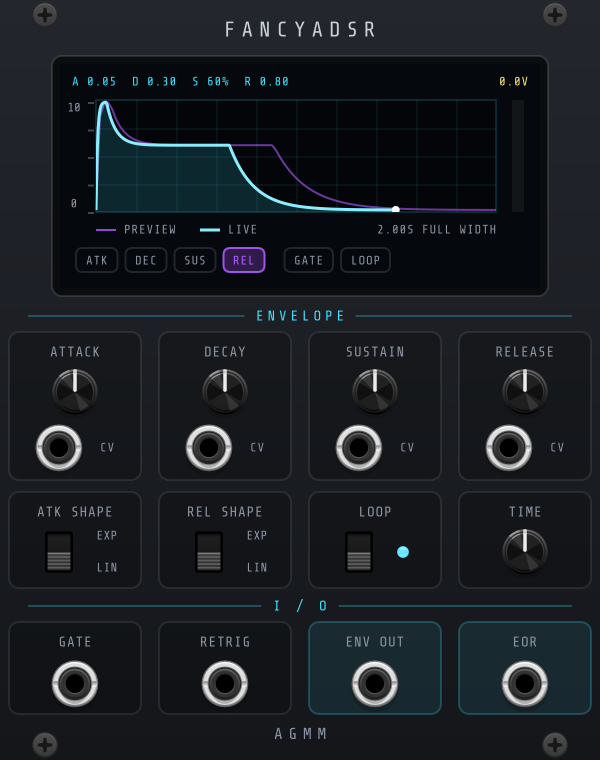 FANCYADSR
A 0.05 D 0.30 S 60% R 0.80 0.0V
10
0
PREVIEW LIVE 2.00S FULL WIDTH
ATK DEC SUS REL GATE LOOP
ENVELOPE
ATTACK DECAY SUSTAIN RELEASE
CV CV CV CV
ATK SHAPE REL SHAPE LOOP TIME
EXP EXP
LIN LIN
I / O
GATE RETRIG ENV OUT EOR
AGMM